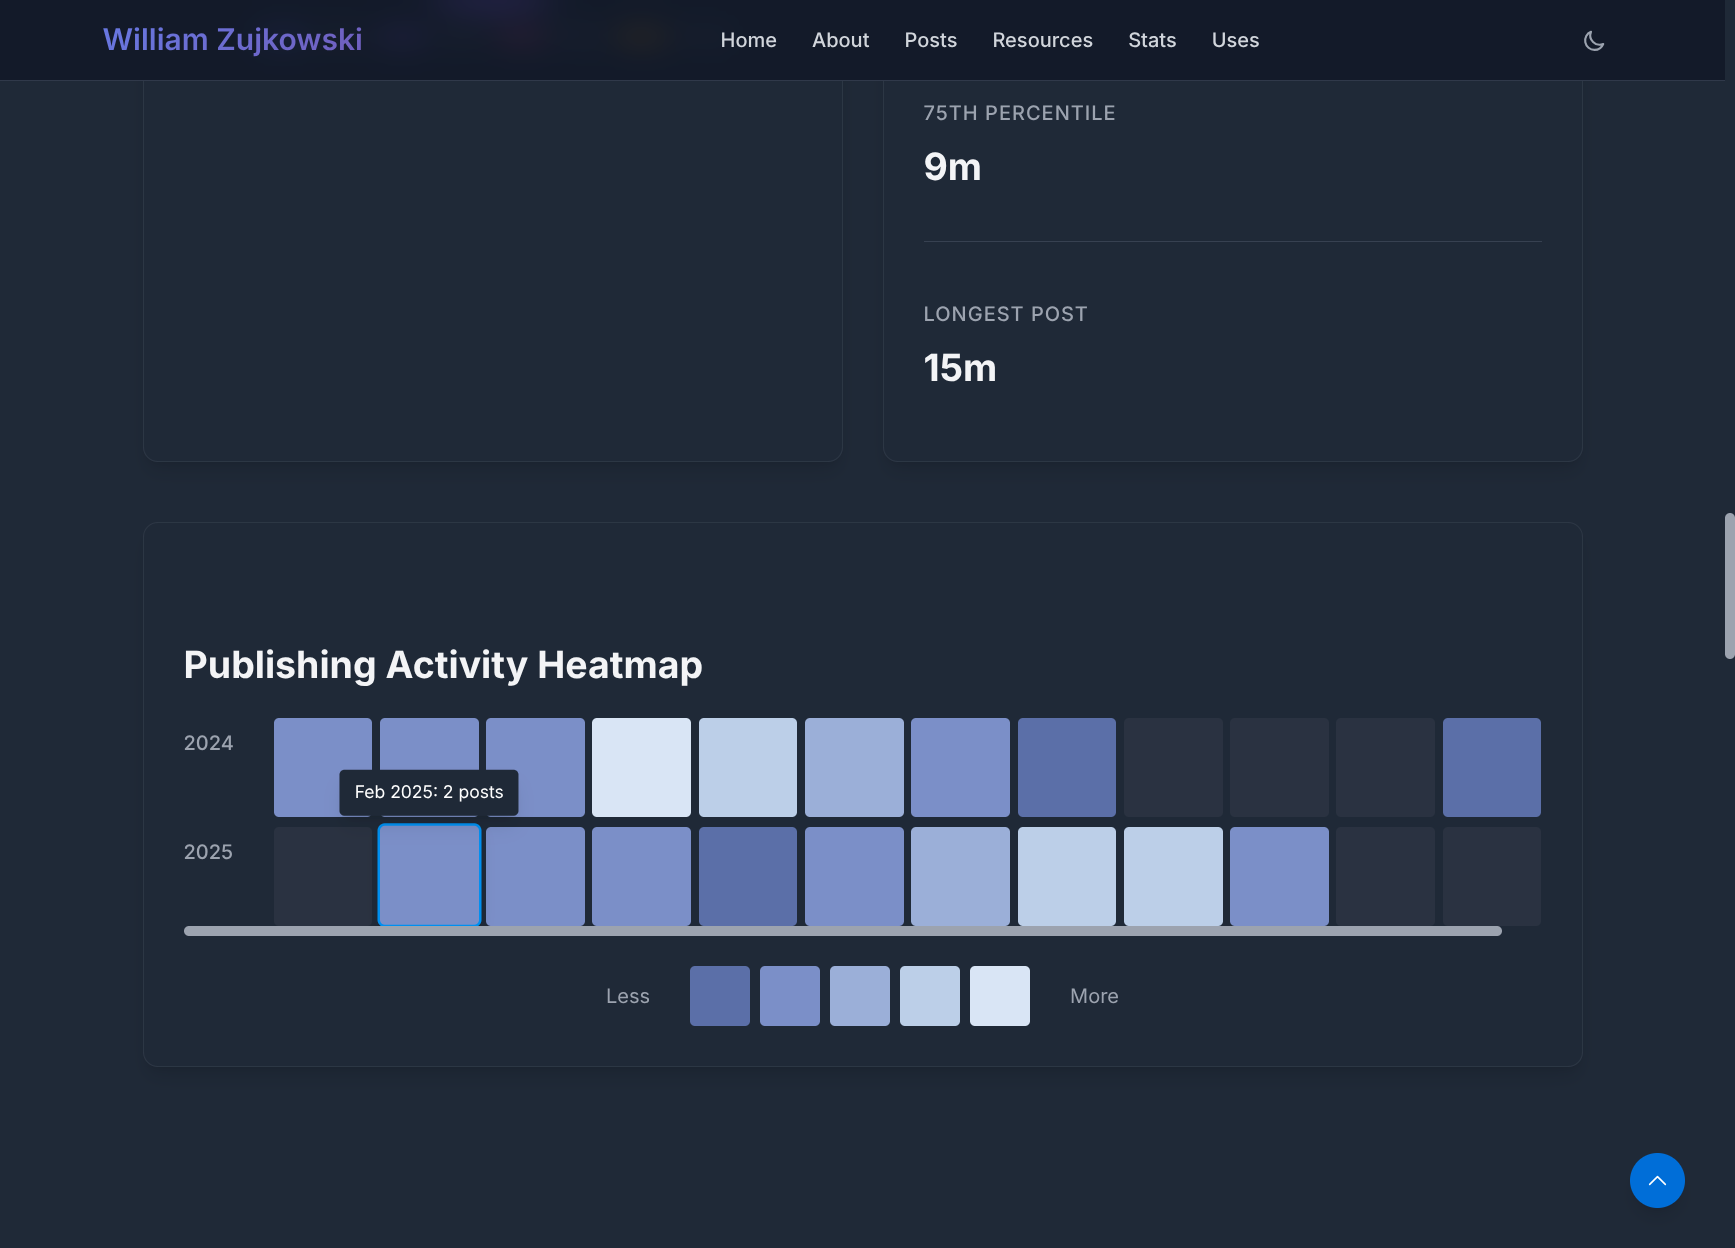 William Zujkowski
Home About Posts Resources Stats Uses
75TH PERCENTILE
9m
LONGEST POST
15m
Publishing Activity Heatmap
2024
Feb 2025: 2 posts
2025
Less More